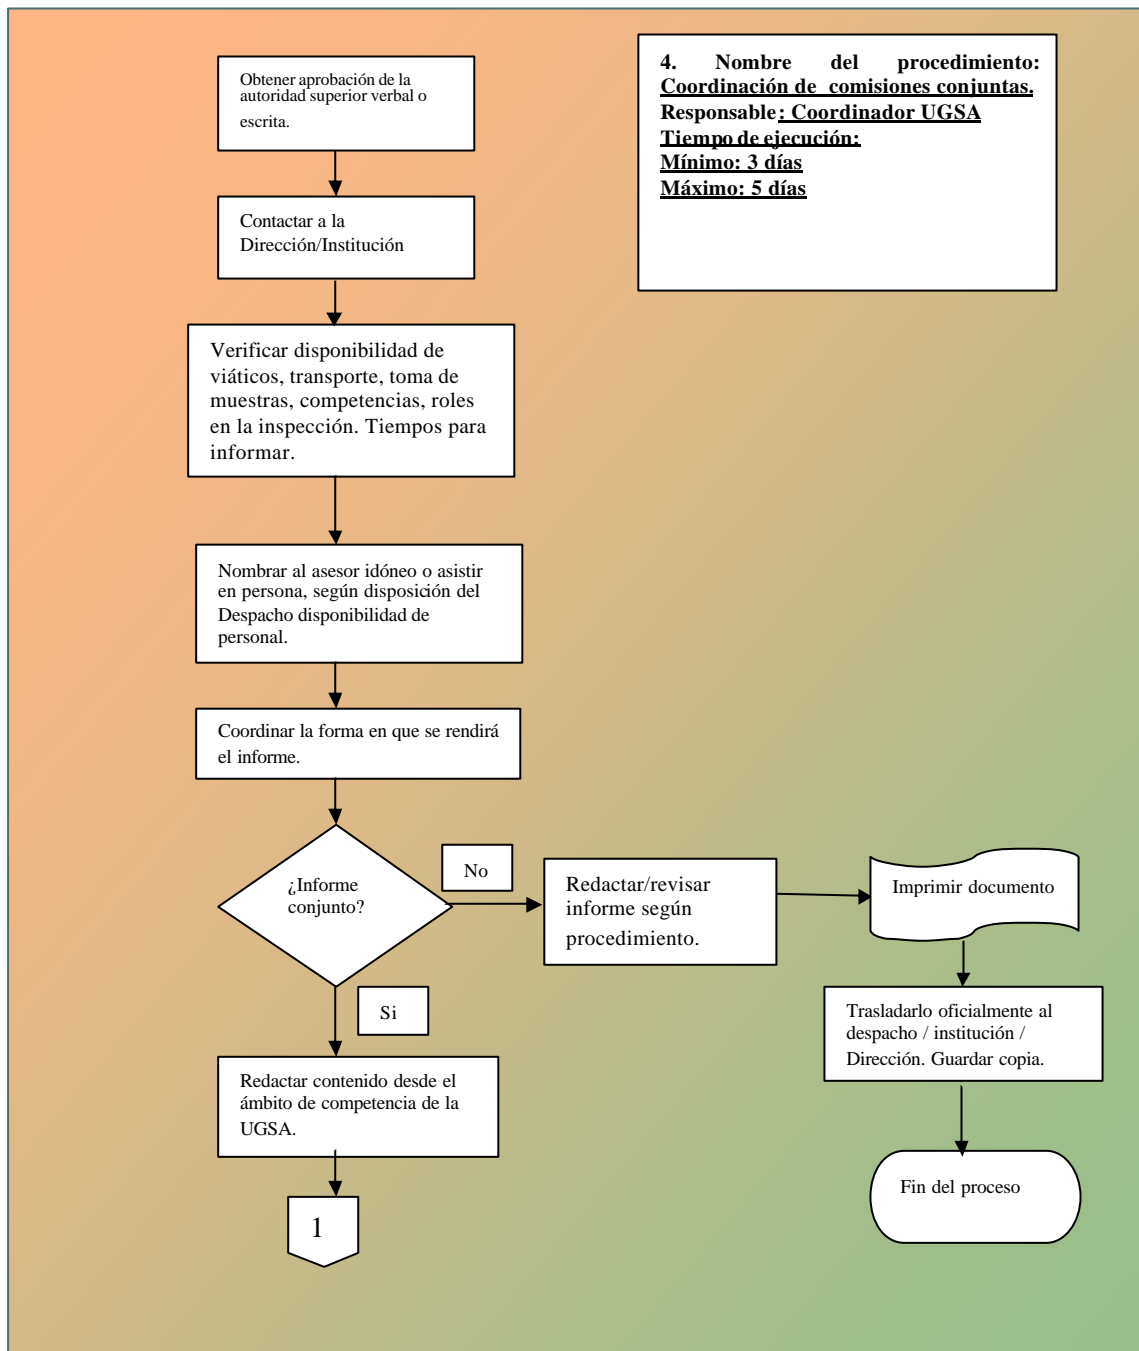 Obtener aprobación de la
autoridad superior verbal o
escrita.
4. Nombre del procedimiento:
Coordinación de comisiones conjuntas.
Responsable: Coordinador UGSA
Tiempo de ejecución:
Mínimo: 3 días
Máximo: 5 días
Contactar a la
Dirección/Institución
Verificar disponibilidad de
viáticos, transporte, toma de
muestras, competencias, roles
en la inspección. Tiempos para
informar.
Nombrar al asesor idóneo o asistir
en persona, según disposición del
Despacho disponibilidad de
personal.
Coordinar la forma en que se rendirá
el informe.
¿Informe
conjunto?
No
Redactar/revisar
informe según
procedimiento.
Imprimir documento
Trasladarlo oficialmente al
despacho / institución /
Dirección. Guardar copia.
Fin del proceso
Si
Redactar contenido desde el
ámbito de competencia de la
UGSA.
1